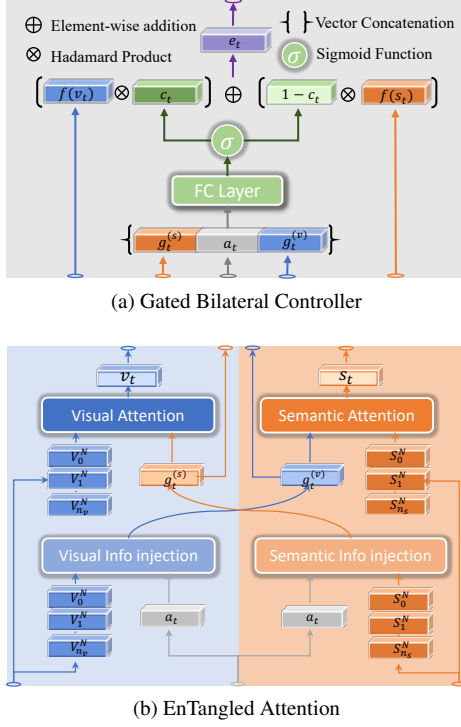 ⊕ Element-wise addition
⊗ Hadamard Product
{ } Vector Concatenation
σ Sigmoid Function
e_t
f(v_t) ⊗ c_t ⊕ 1 − c_t ⊗ f(s_t)
σ
FC Layer
g_t^{(s)} a_t g_t^{(v)}
(a) Gated Bilateral Controller
v_t s_t
Visual Attention Semantic Attention
V_0^N S_0^N
V_1^N g_t^{(s)} g_t^{(v)} S_1^N
V_{n_v}^N S_{n_s}^N
Visual Info injection Semantic Info injection
V_0^N S_0^N
V_1^N a_t a_t S_1^N
V_{n_v}^N S_{n_s}^N
(b) EnTangled Attention